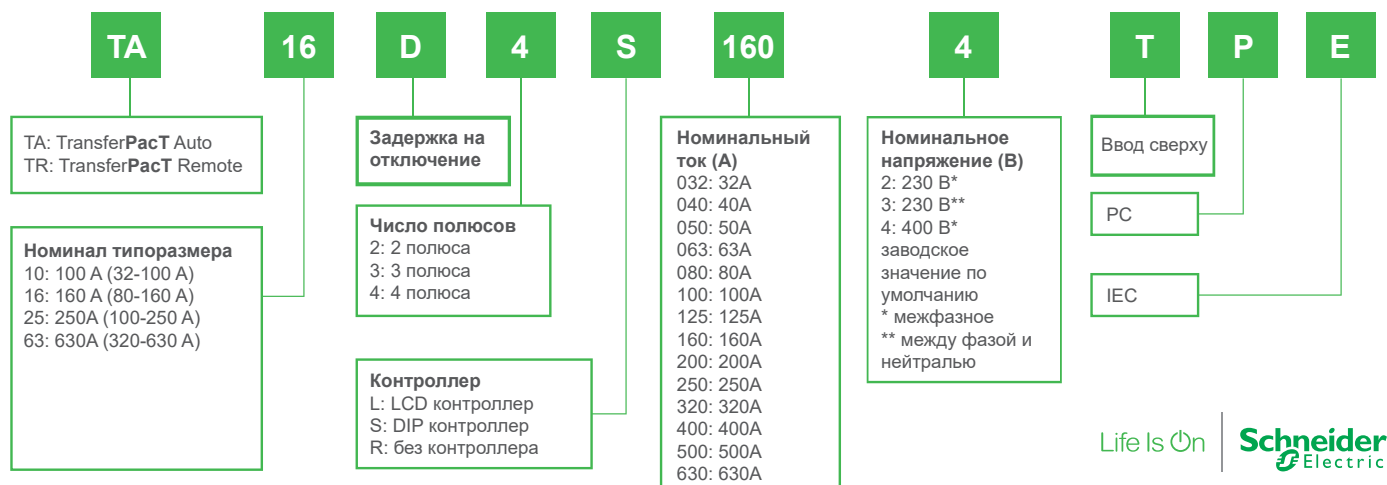 TA 16 D 4 S 160 4 T P E
TA: TransferPacT Auto
TR: TransferPacT Remote
Номинал типоразмера
10: 100 A (32-100 A)
16: 160 A (80-160 A)
25: 250A (100-250 A)
63: 630A (320-630 A)
Задержка на
отключение
Число полюсов
2: 2 полюса
3: 3 полюса
4: 4 полюса
Контроллер
L: LCD контроллер
S: DIP контроллер
R: без контроллера
Номинальный
ток (А)
032: 32A
040: 40A
050: 50A
063: 63A
080: 80A
100: 100A
125: 125A
160: 160A
200: 200A
250: 250A
320: 320A
400: 400A
500: 500A
630: 630A
Номинальное
напряжение (В)
2: 230 В*
3: 230 В**
4: 400 В*
заводское
значение по
умолчанию
* межфазное
** между фазой и
нейтралью
Ввод сверху
PC
IEC
Life Is On
Schneider
Electric